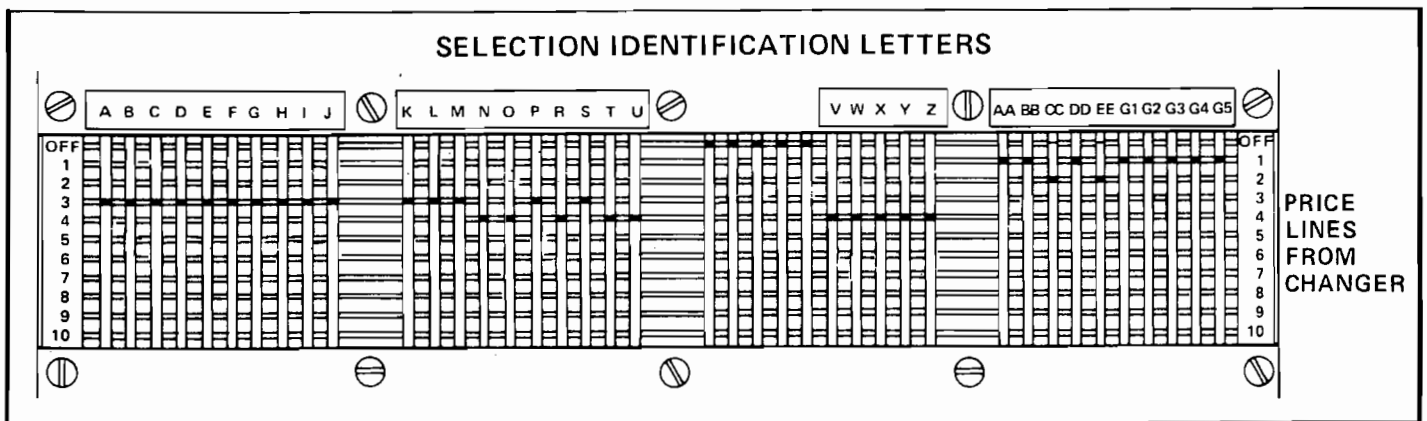 SELECTION IDENTIFICATION LETTERS
A B C D E F G H I J K L M N O P R S T U V W X Y Z AA BB CC DD EE G1 G2 G3 G4 G5
OFF OFF
1 1
2 2
3 3
4 4
5 5
6 6
7 7
8 8
9 9
10 10
PRICE
LINES
FROM
CHANGER